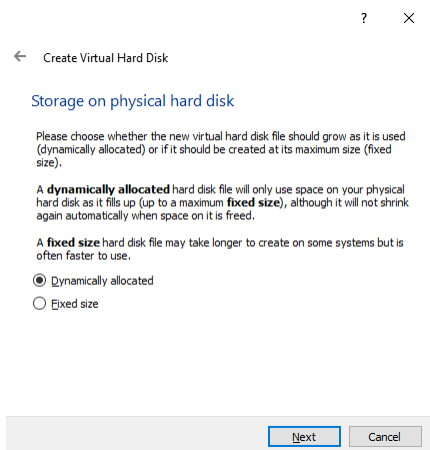 ?
Create Virtual Hard Disk
Storage on physical hard disk
Please choose whether the new virtual hard disk file should grow as it is used
(dynamically allocated) or if it should be created at its maximum size (fixed
size).
A dynamically allocated hard disk file will only use space on your physical
hard disk as it fills up (up to a maximum fixed size), although it will not shrink
again automatically when space on it is freed.
A fixed size hard disk file may take longer to create on some systems but is
often faster to use.
Dynamically allocated
Fixed size
Next Cancel